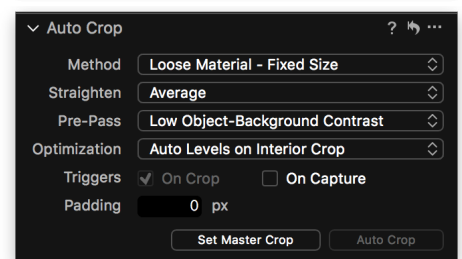 Auto Crop ?
Method Loose Material - Fixed Size
Straighten Average
Pre-Pass Low Object-Background Contrast
Optimization Auto Levels on Interior Crop
Triggers On Crop On Capture
Padding 0 px
Set Master Crop Auto Crop